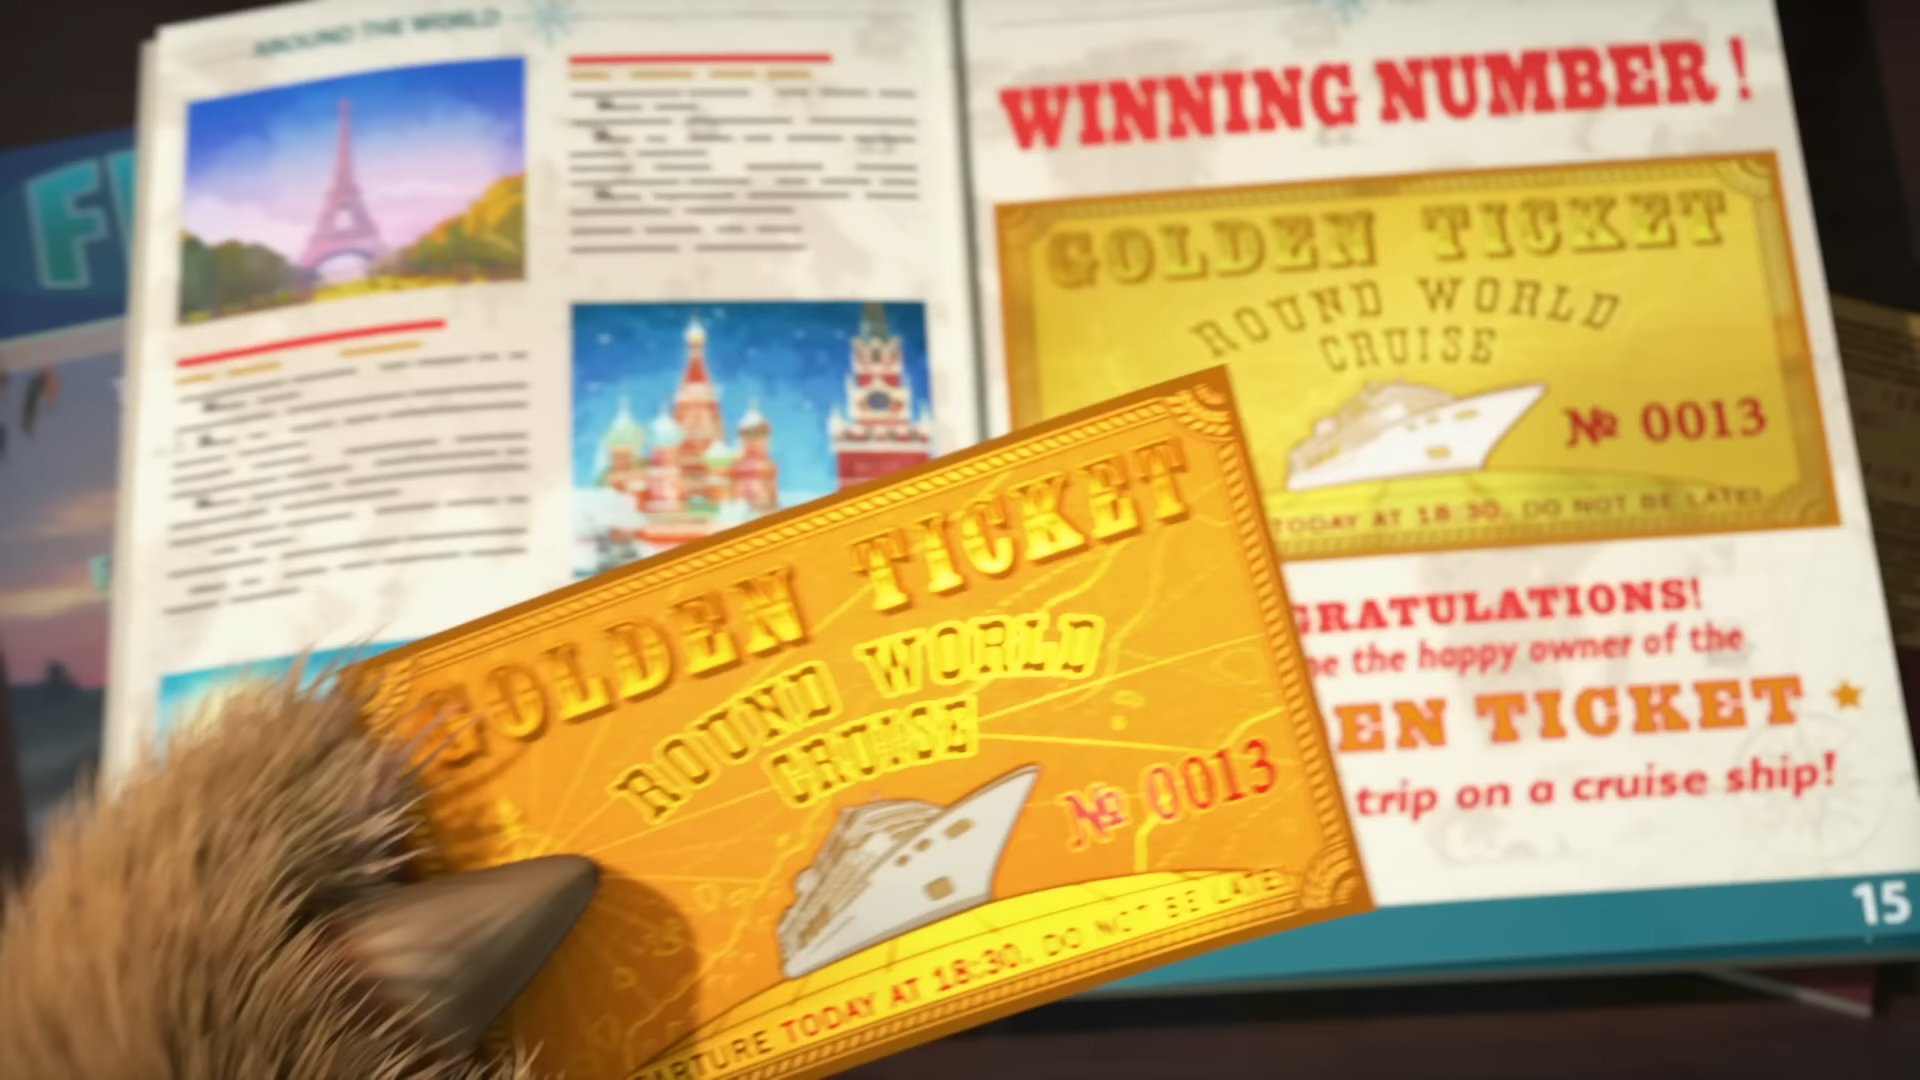 AROUND THE WORLD
WINNING NUMBER!
GOLDEN TICKET
ROUND WORLD
CRUISE
№ 0013
TODAY AT 18:30. DO NOT BE LATE!
GRATULATIONS!
the happy owner of the
EN TICKET
trip on a cruise ship!
15
GOLDEN TICKET
ROUND WORLD
CRUISE
№ 0013
ARTURE TODAY AT 18:30. DO NOT BE LATE!